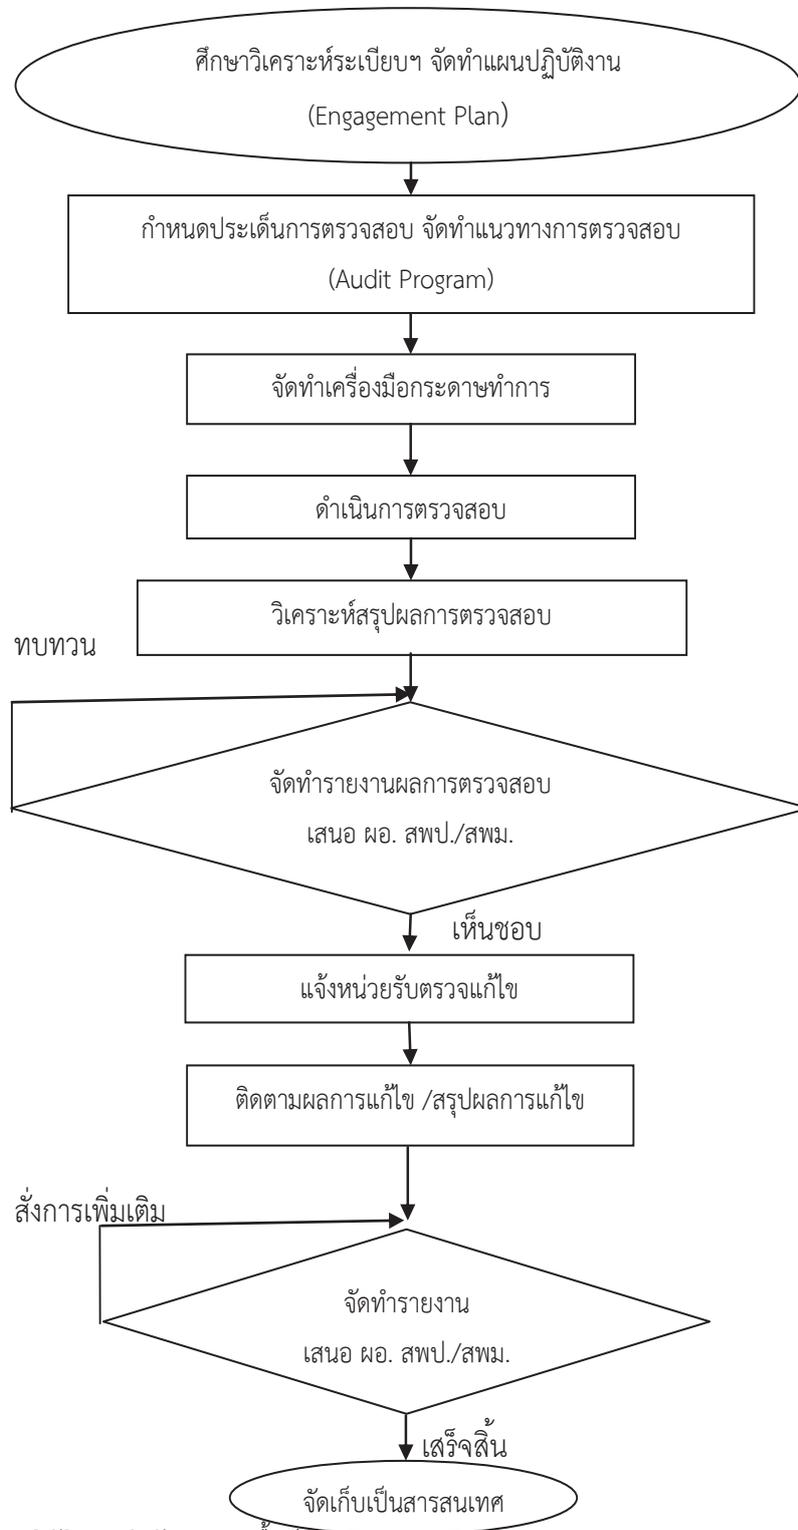 ศึกษาวิเคราะห์ระเบียบฯ จัดทำแผนปฏิบัติงาน
(Engagement Plan)
กำหนดประเด็นการตรวจสอบ จัดทำแนวทางการตรวจสอบ
(Audit Program)
จัดทำเครื่องมือกระดาษทำการ
ดำเนินการตรวจสอบ
วิเคราะห์สรุปผลการตรวจสอบ
ทบทวน
จัดทำรายงานผลการตรวจสอบ
เสนอ ผอ. สพป./สพม.
เห็นชอบ
แจ้งหน่วยรับตรวจแก้ไข
ติดตามผลการแก้ไข /สรุปผลการแก้ไข
สั่งการเพิ่มเติม
จัดทำรายงาน
เสนอ ผอ. สพป./สพม.
เสร็จสิ้น
จัดเก็บเป็นสารสนเทศ